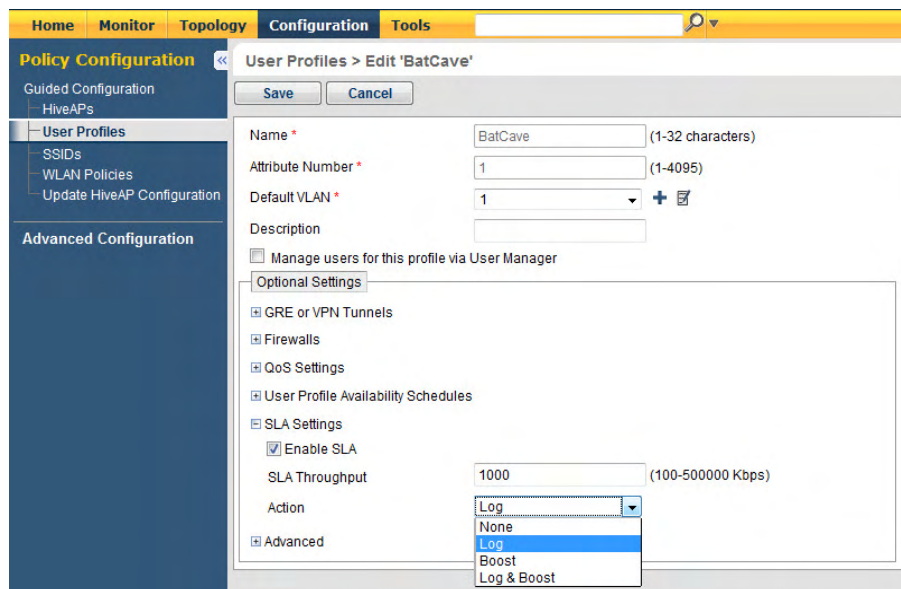 Home Monitor Topology Configuration Tools
Policy Configuration «
Guided Configuration
HiveAPs
User Profiles
SSIDs
WLAN Policies
Update HiveAP Configuration
Advanced Configuration
User Profiles > Edit 'BatCave'
Save Cancel
Name * BatCave (1-32 characters)
Attribute Number * 1 (1-4095)
Default VLAN * 1
Description
Manage users for this profile via User Manager
Optional Settings
GRE or VPN Tunnels
Firewalls
QoS Settings
User Profile Availability Schedules
SLA Settings
Enable SLA
SLA Throughput 1000 (100-500000 Kbps)
Action Log
None
Log
Boost
Log & Boost
Advanced